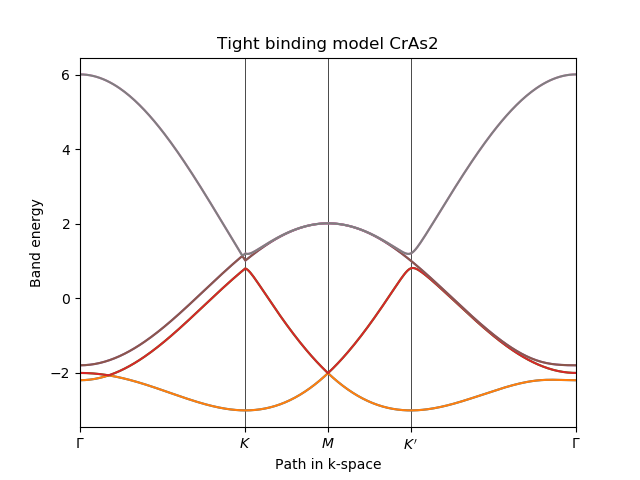 Tight binding model CrAs2
Band energy
6
4
2
0
−2
Γ K M K′ Γ
Path in k-space